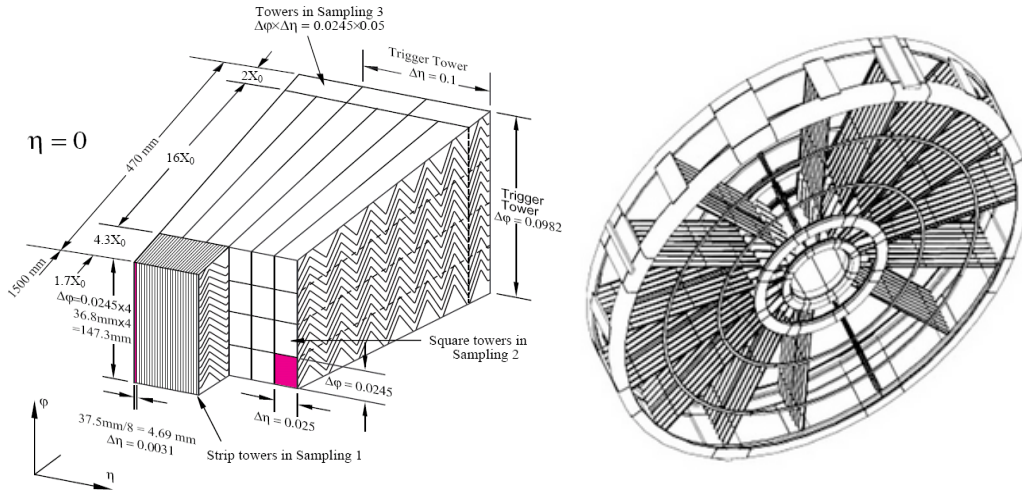 Towers in Sampling 3
Δφ×Δη = 0.0245×0.05
Trigger Tower
Δη = 0.1
2X₀
η = 0
470 mm
16X₀
Trigger
Tower
Δφ = 0.0982
4.3X₀
1500 mm
1.7X₀
Δφ=0.0245x4
36.8mmx4
=147.3mm
Square towers in
Sampling 2
Δφ = 0.0245
Δη = 0.025
37.5mm/8 = 4.69 mm
Δη = 0.0031
Strip towers in Sampling 1
φ
η